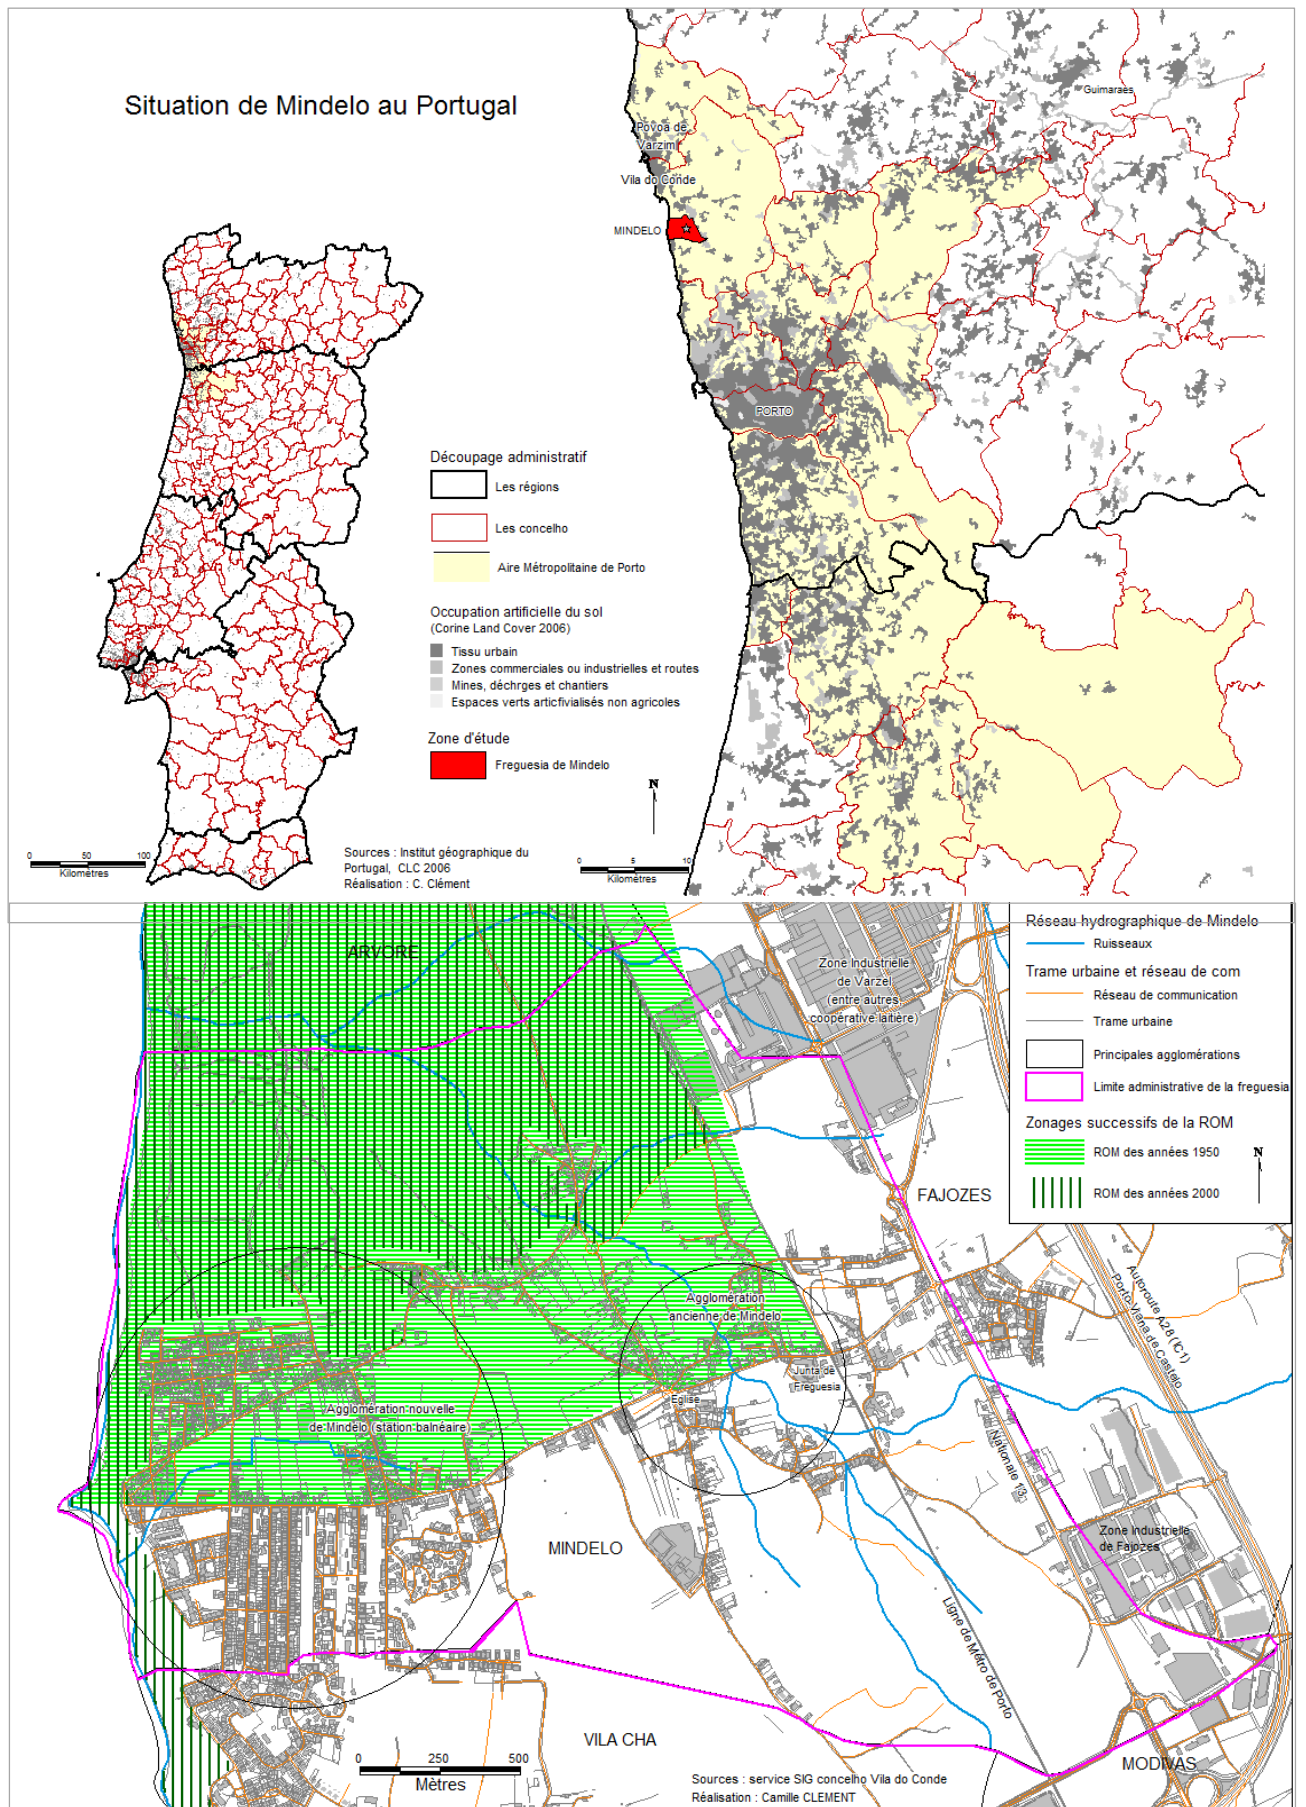 Situation de Mindelo au Portugal
Guimaraes
Povoa de
Varzim
Vila do Conde
MINDELO
PORTO
Découpage administratif
Les régions
Les concelho
Aire Métropolitaine de Porto
Occupation artificielle du sol
(Corine Land Cover 2006)
Tissu urbain
Zones commerciales ou industrielles et routes
Mines, déchrges et chantiers
Espaces verts articfivialisés non agricoles
Zone d'étude
Freguesia de Mindelo
N
0 50 100
Kilomètres
Sources : Institut géographique du
Portugal, CLC 2006
Réalisation : C. Clément
0 5 10
Kilomètres
Réseau hydrographique de Mindelo
Ruisseaux
Trame urbaine et réseau de com
Réseau de communication
Trame urbaine
Principales agglomérations
Limite administrative de la freguesia
Zonages successifs de la ROM
ROM des années 1950
N
ROM des années 2000
ARVORE
Zone Industrielle
de Varzel
(entre autres
coopérative laitière)
FAJOZES
Autoroute A28 (IC1)
Porto-Viana de Castelo
Agglomération
ancienne de Mindelo
Junta de
Freguesia
Eglise
Agglomération nouvelle
de Mindelo (station balnéaire)
Nationale 13
Zone Industrielle
de Fajozes
MINDELO
Ligne de Métro de Porto
VILA CHA
MODIVAS
0 250 500
Mètres
Sources : service SIG concelho Vila do Conde
Réalisation : Camille CLEMENT